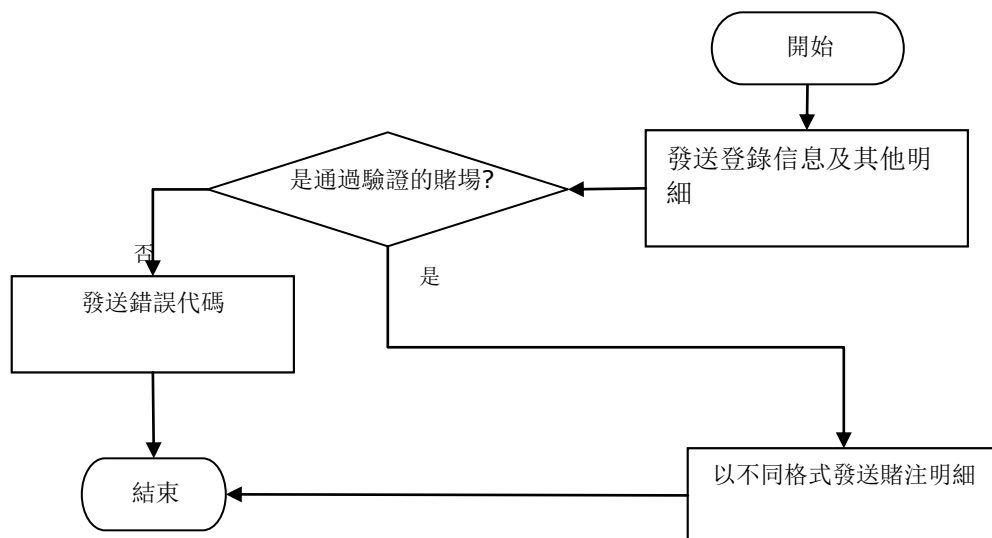 開始
發送登錄信息及其他明
細
是通過驗證的賭場?
否
是
發送錯誤代碼
以不同格式發送賭注明細
結束